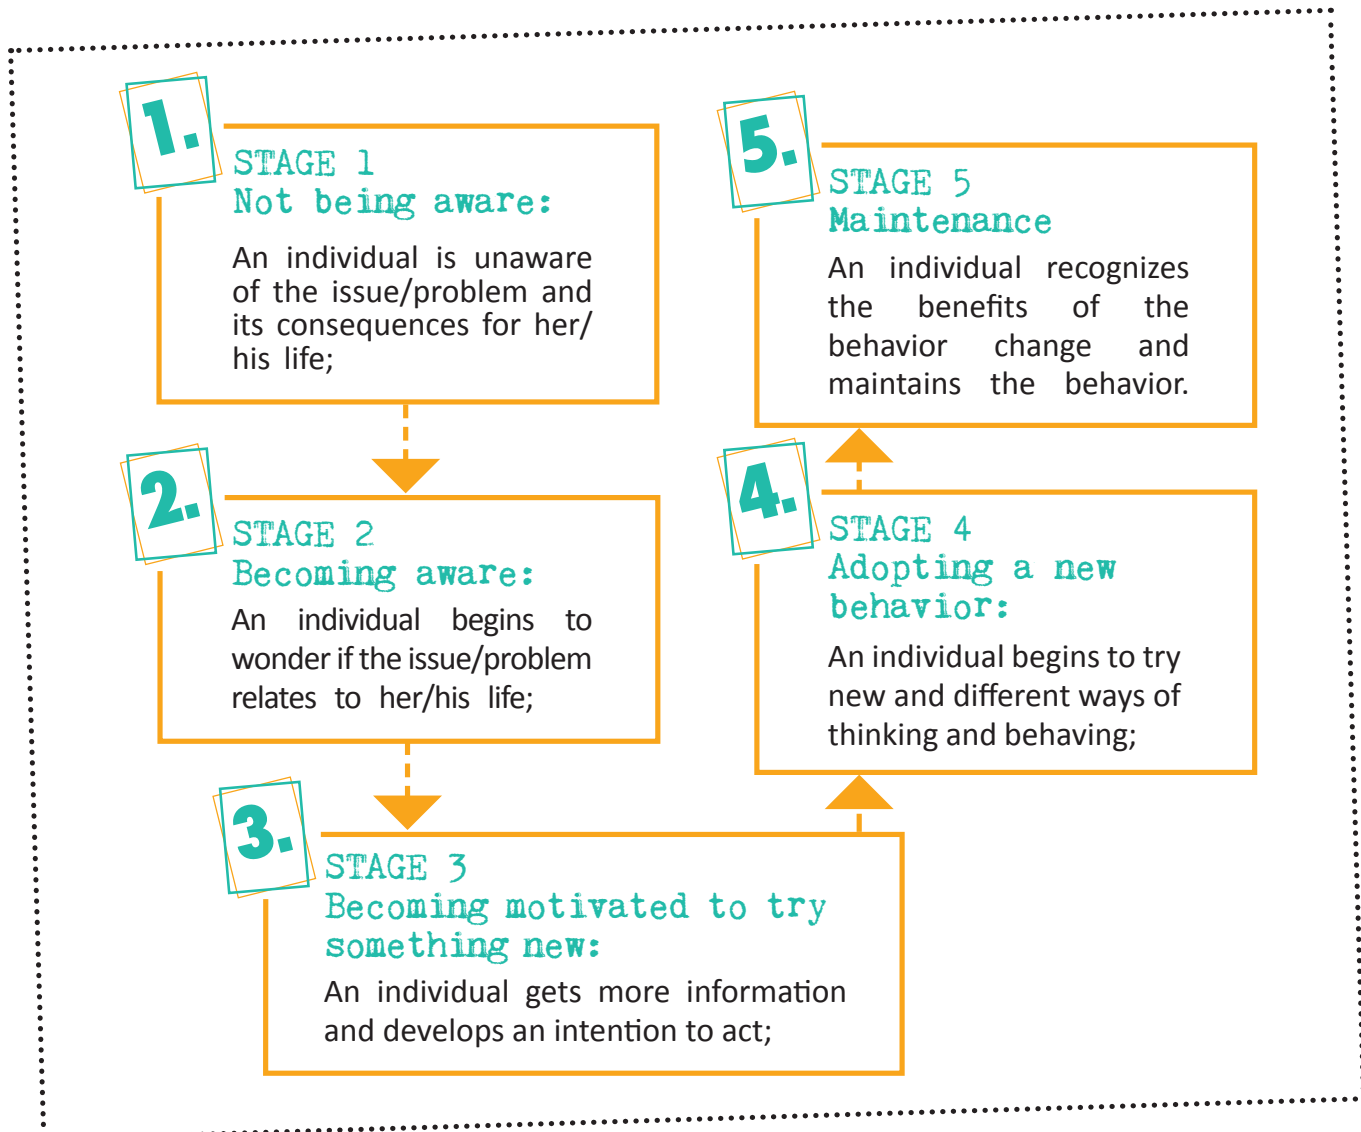 1.
STAGE 1
Not being aware:
An individual is unaware
of the issue/problem and
its consequences for her/
his life;
2.
STAGE 2
Becoming aware:
An individual begins to
wonder if the issue/problem
relates to her/his life;
3.
STAGE 3
Becoming motivated to try
something new:
An individual gets more information
and develops an intention to act;
4.
STAGE 4
Adopting a new
behavior:
An individual begins to try
new and different ways of
thinking and behaving;
5.
STAGE 5
Maintenance
An individual recognizes
the benefits of the
behavior change and
maintains the behavior.